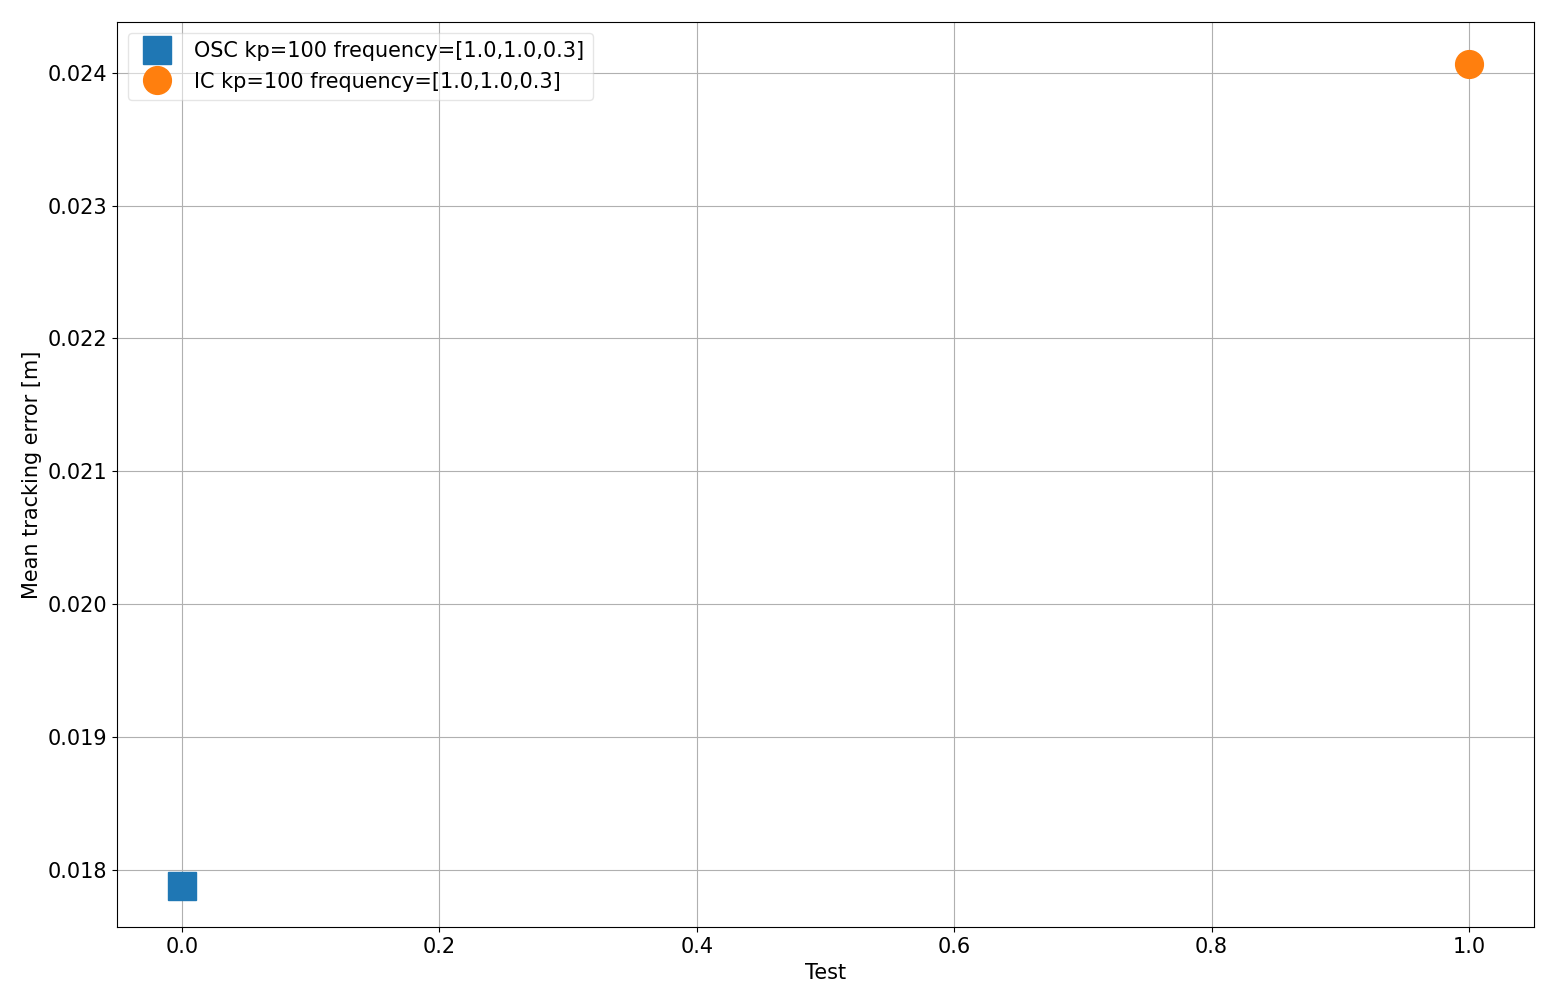 OSC kp=100 frequency=[1.0,1.0,0.3]
IC kp=100 frequency=[1.0,1.0,0.3]
0.024
0.023
0.022
0.021
0.020
0.019
0.018
Mean tracking error [m]
0.0 0.2 0.4 0.6 0.8 1.0
Test